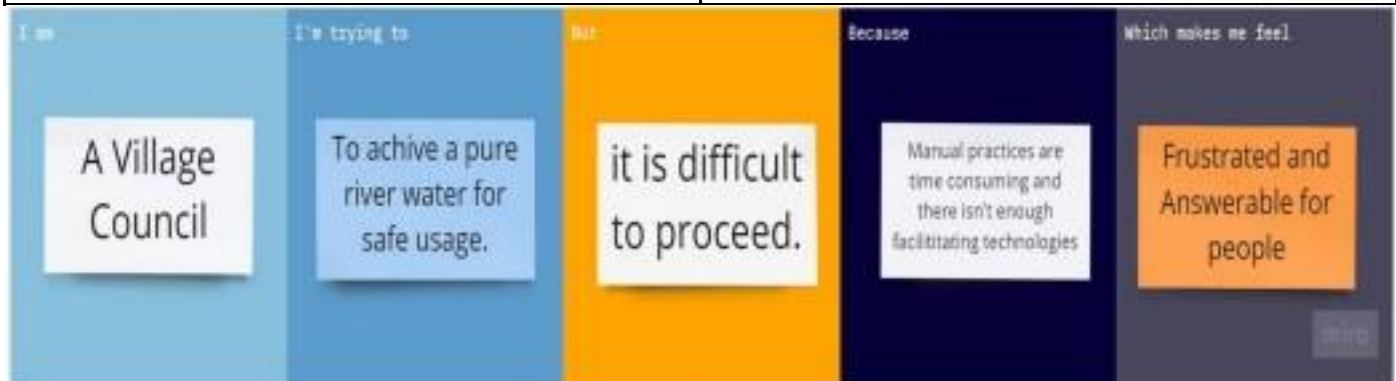 I am
A Village
Council
I'm trying to
To achive a pure
river water for
safe usage.
But
it is difficult
to proceed.
Because
Manual practices are
time consuming and
there isn't enough
facilititating technologies
Which makes me feel
Frustrated and
Answerable for
people
miro